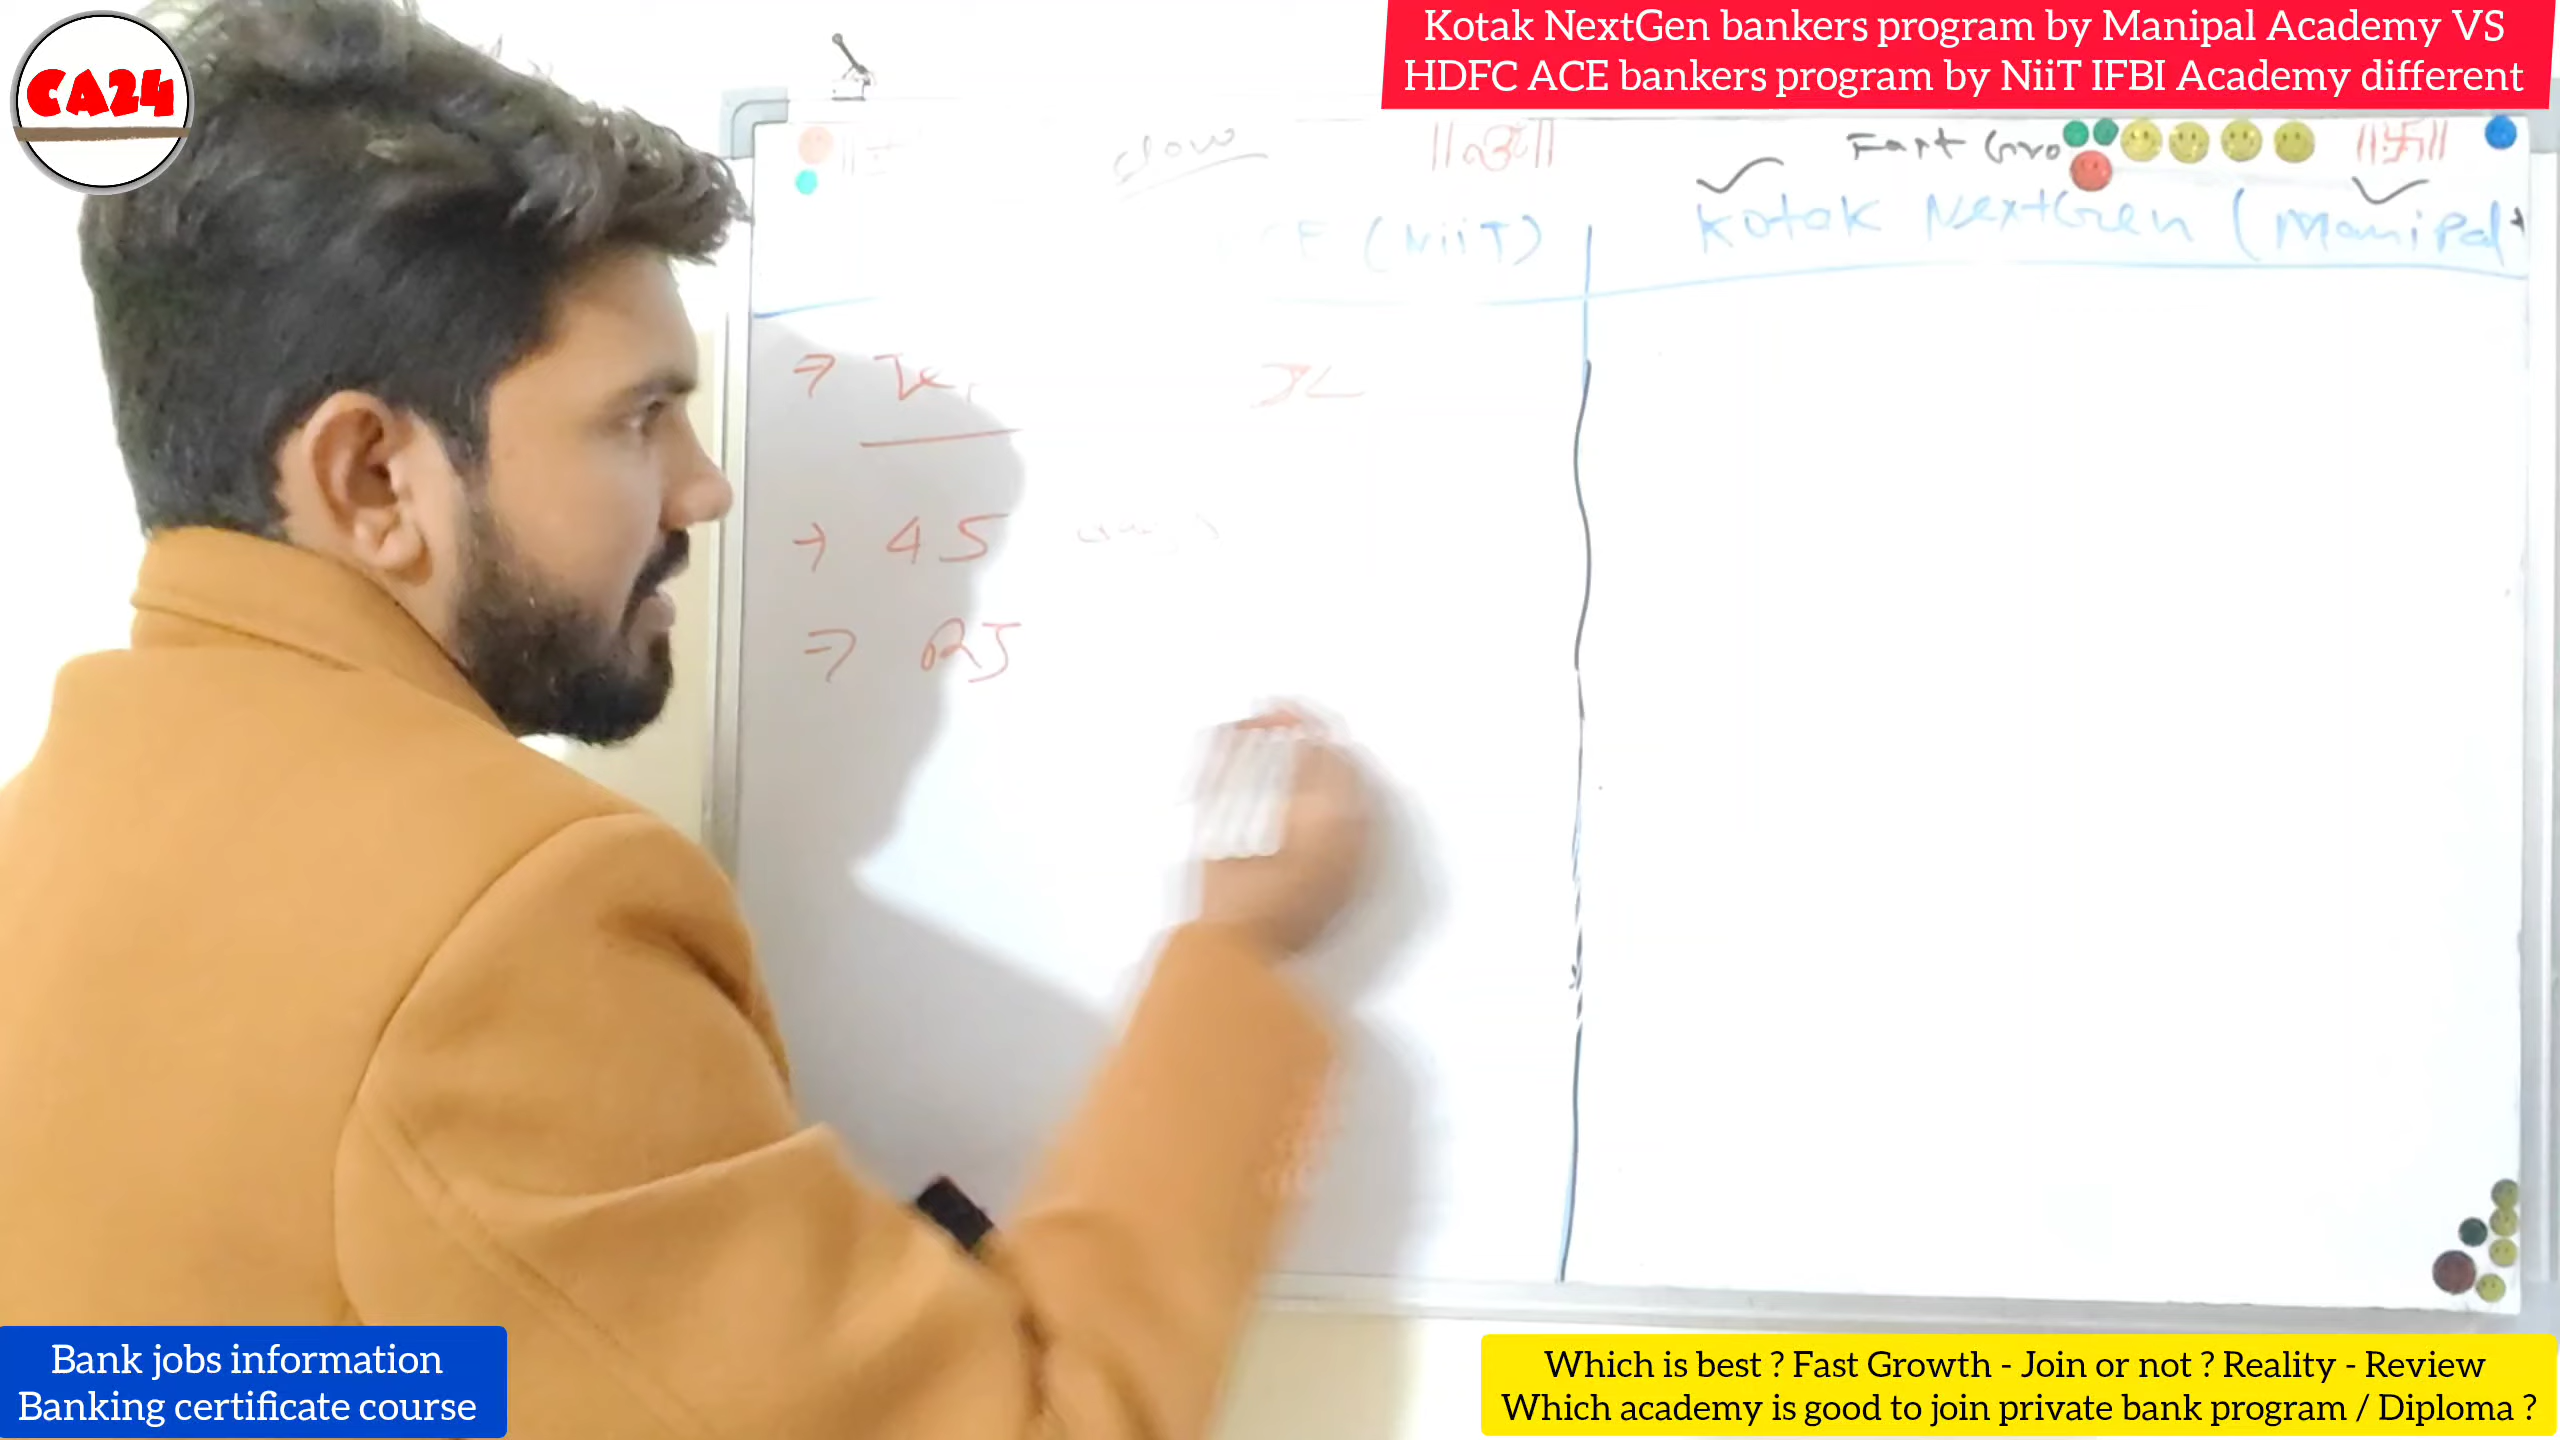 CA24
Kotak NextGen bankers program by Manipal Academy VS
HDFC ACE bankers program by NiiT IFBI Academy different
slow
Fast Gro
CE (NiiT)
Kotak NextGen (Manipal
→ 45
Bank jobs information
Banking certificate course
Which is best ? Fast Growth - Join or not ? Reality - Review
Which academy is good to join private bank program / Diploma ?